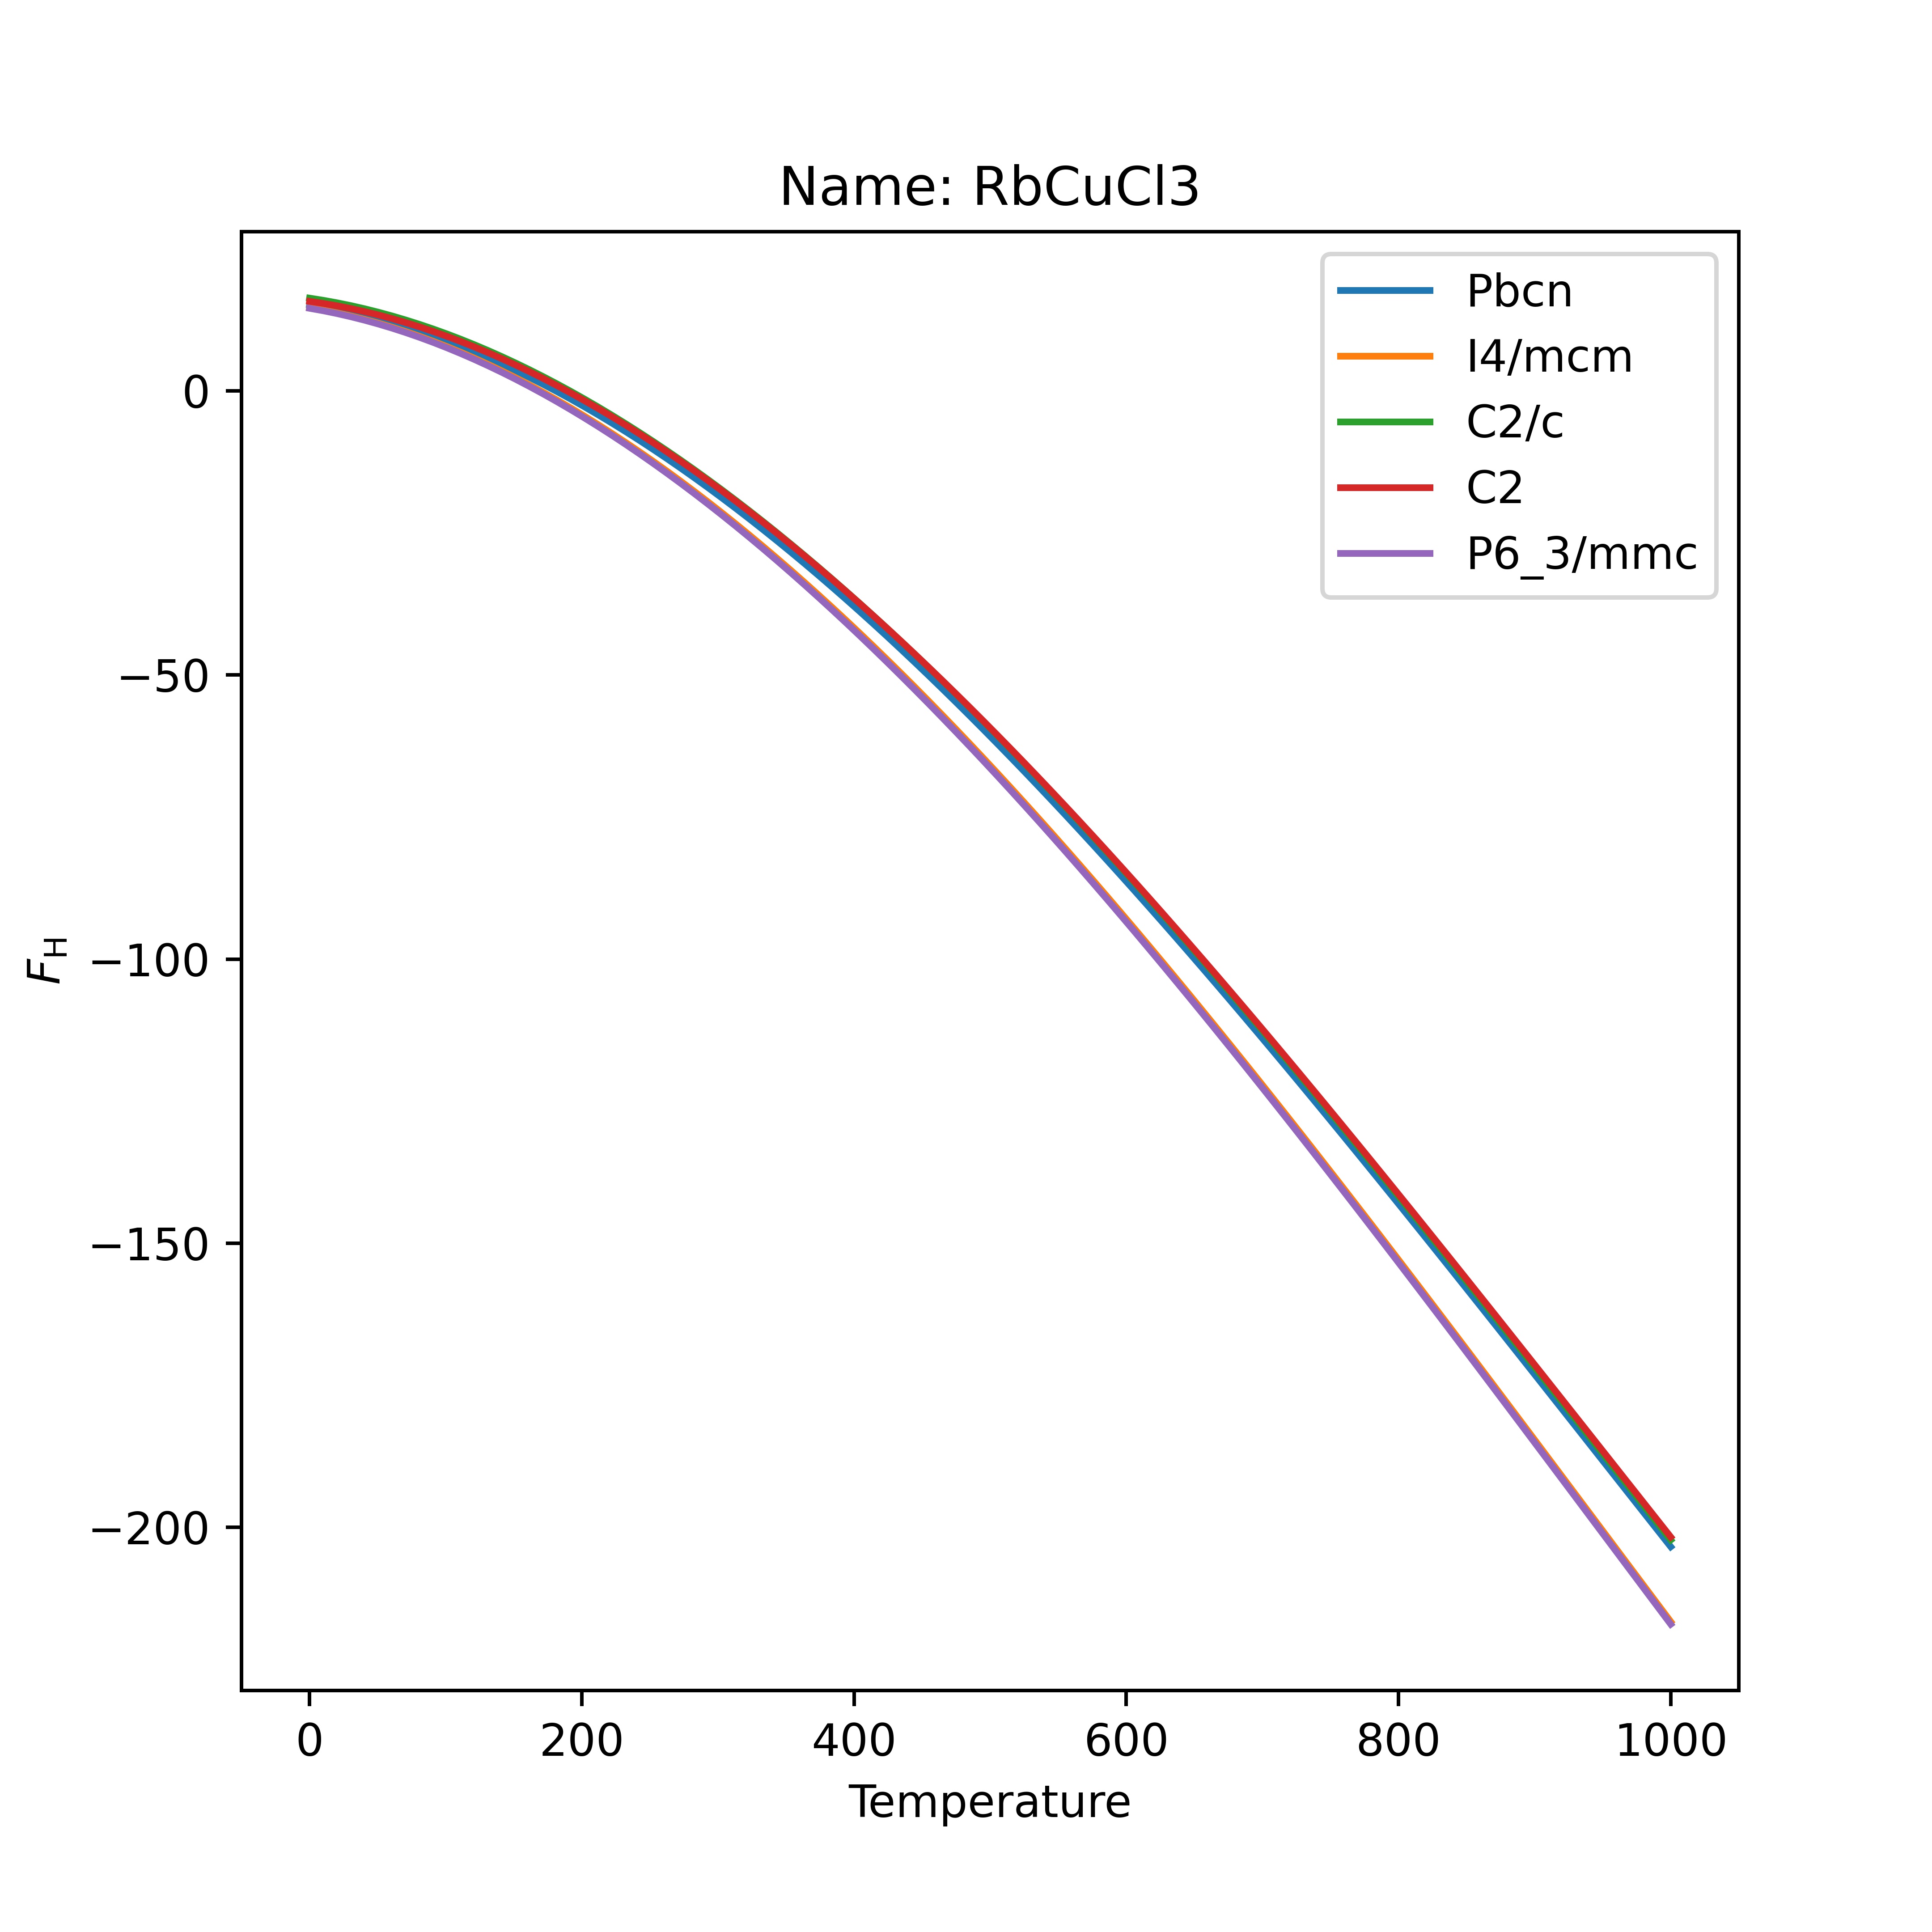 Name: RbCuCl3
Pbcn
I4/mcm
C2/c
C2
P6_3/mmc
0
−50
−100
−150
−200
F_H
0 200 400 600 800 1000
Temperature